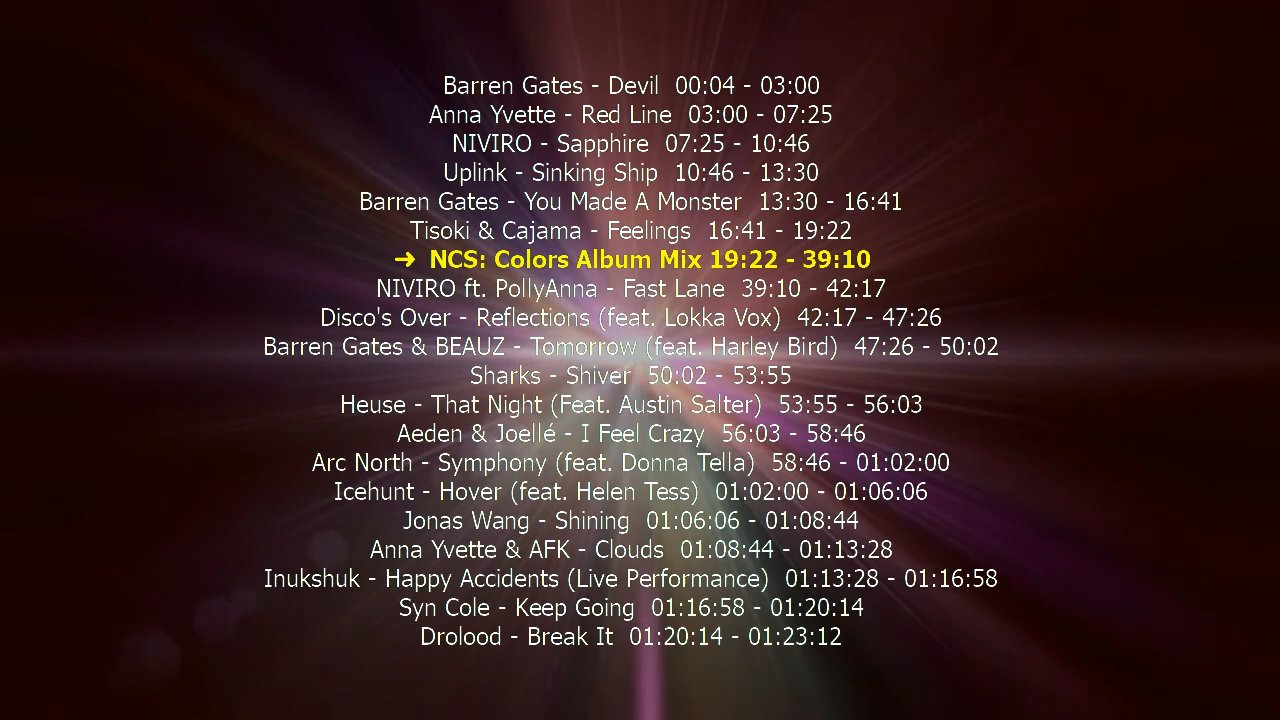 Barren Gates - Devil  00:04 - 03:00
Anna Yvette - Red Line  03:00 - 07:25
NIVIRO - Sapphire  07:25 - 10:46
Uplink - Sinking Ship  10:46 - 13:30
Barren Gates - You Made A Monster  13:30 - 16:41
Tisoki & Cajama - Feelings  16:41 - 19:22
➜ NCS: Colors Album Mix 19:22 - 39:10
NIVIRO ft. PollyAnna - Fast Lane  39:10 - 42:17
Disco's Over - Reflections (feat. Lokka Vox)  42:17 - 47:26
Barren Gates & BEAUZ - Tomorrow (feat. Harley Bird)  47:26 - 50:02
Sharks - Shiver  50:02 - 53:55
Heuse - That Night (Feat. Austin Salter)  53:55 - 56:03
Aeden & Joellé - I Feel Crazy  56:03 - 58:46
Arc North - Symphony (feat. Donna Tella)  58:46 - 01:02:00
Icehunt - Hover (feat. Helen Tess)  01:02:00 - 01:06:06
Jonas Wang - Shining  01:06:06 - 01:08:44
Anna Yvette & AFK - Clouds  01:08:44 - 01:13:28
Inukshuk - Happy Accidents (Live Performance)  01:13:28 - 01:16:58
Syn Cole - Keep Going  01:16:58 - 01:20:14
Drolood - Break It  01:20:14 - 01:23:12